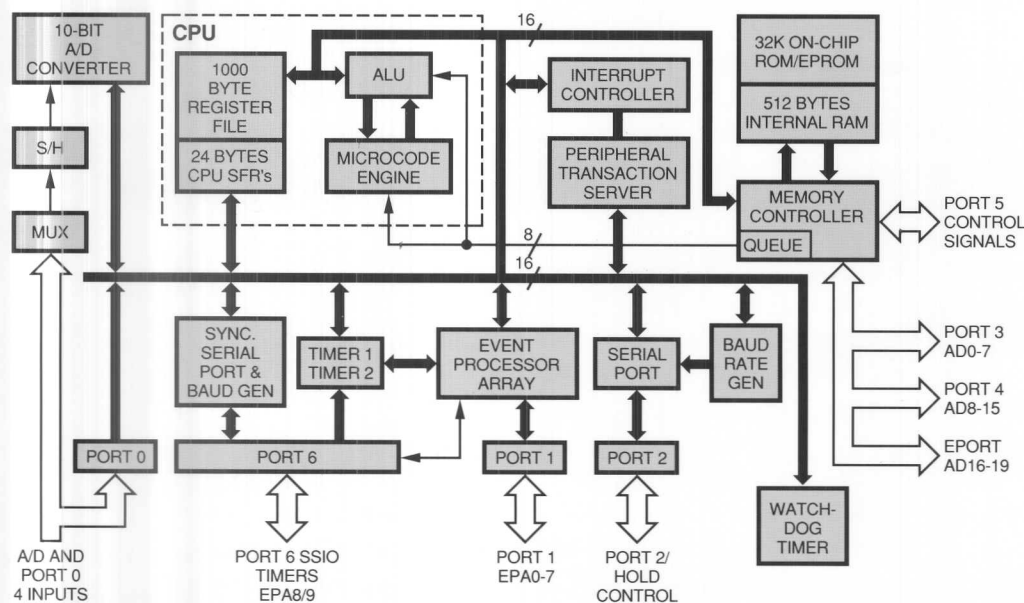 10-BIT
A/D
CONVERTER
S/H
MUX
CPU
1000
BYTE
REGISTER
FILE
24 BYTES
CPU SFR's
ALU
MICROCODE
ENGINE
16
INTERRUPT
CONTROLLER
PERIPHERAL
TRANSACTION
SERVER
32K ON-CHIP
ROM/EPROM
512 BYTES
INTERNAL RAM
MEMORY
CONTROLLER
QUEUE
PORT 5
CONTROL
SIGNALS
8
16
SYNC.
SERIAL
PORT &
BAUD GEN
TIMER 1
TIMER 2
EVENT
PROCESSOR
ARRAY
SERIAL
PORT
BAUD
RATE
GEN
PORT 3
AD0-7
PORT 4
AD8-15
EPORT
AD16-19
PORT 0
PORT 6
PORT 1
PORT 2
WATCH-
DOG
TIMER
A/D AND
PORT 0
4 INPUTS
PORT 6 SSIO
TIMERS
EPA8/9
PORT 1
EPA0-7
PORT 2/
HOLD
CONTROL